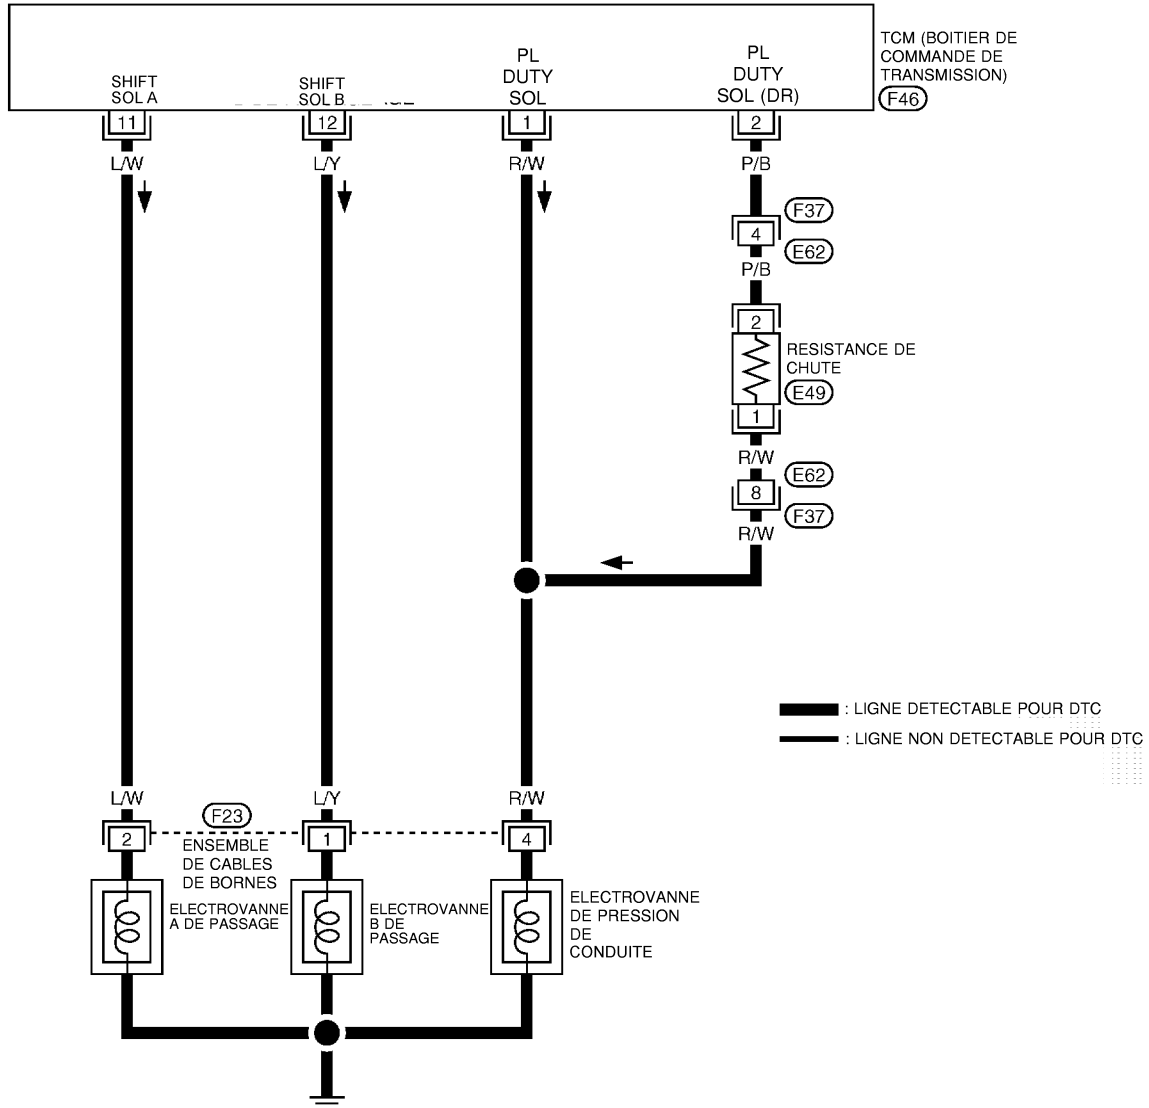 TCM (BOITIER DE
COMMANDE DE
TRANSMISSION)
F46
SHIFT
SOL A
SHIFT
SOL B
PL
DUTY
SOL
PL
DUTY
SOL (DR)
11
12
1
2
L/W
L/Y
R/W
P/B
F37
4
E62
P/B
2
RESISTANCE DE
CHUTE
E49
1
R/W
E62
8
F37
R/W
: LIGNE DETECTABLE POUR DTC
: LIGNE NON DETECTABLE POUR DTC
L/W
L/Y
R/W
F23
2
1
4
ENSEMBLE
DE CABLES
DE BORNES
ELECTROVANNE
A DE PASSAGE
ELECTROVANNE
B DE
PASSAGE
ELECTROVANNE
DE PRESSION
DE
CONDUITE